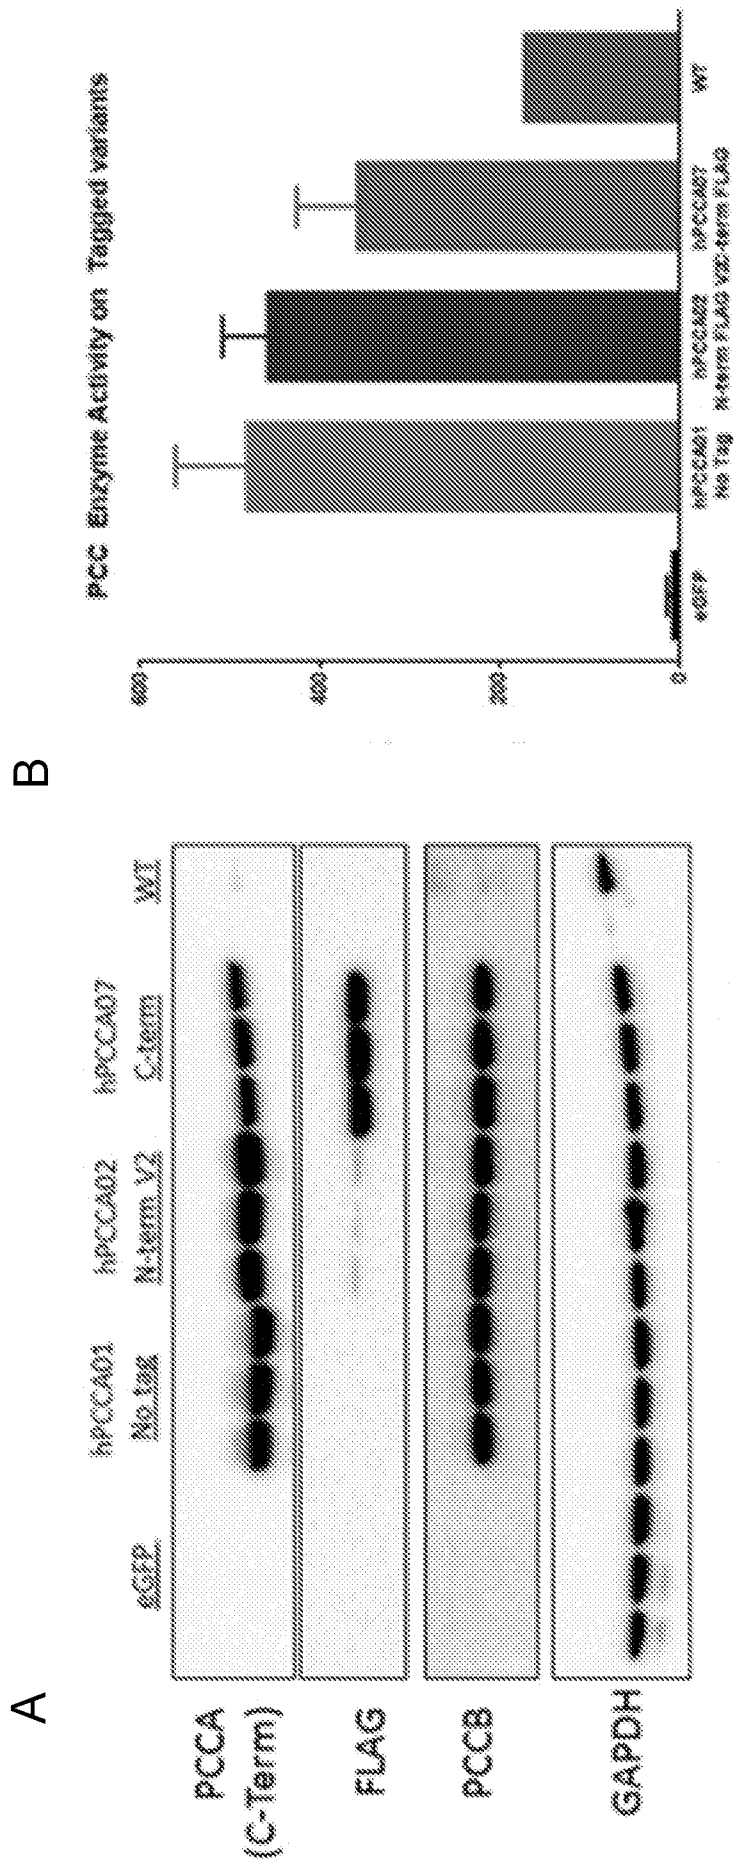 A
hPCCA01 hPCCA02 hPCCA07
eGFP No tag N-term V2 C-term WT
PCCA
(C-Term)
FLAG
PCCB
GAPDH
B
PCC Enzyme Activity on Tagged variants
600
400
200
0
eGFP hPCCA01 hPCCA02 hPCCA07 WT
No Tag N-term FLAG V2C-term FLAG